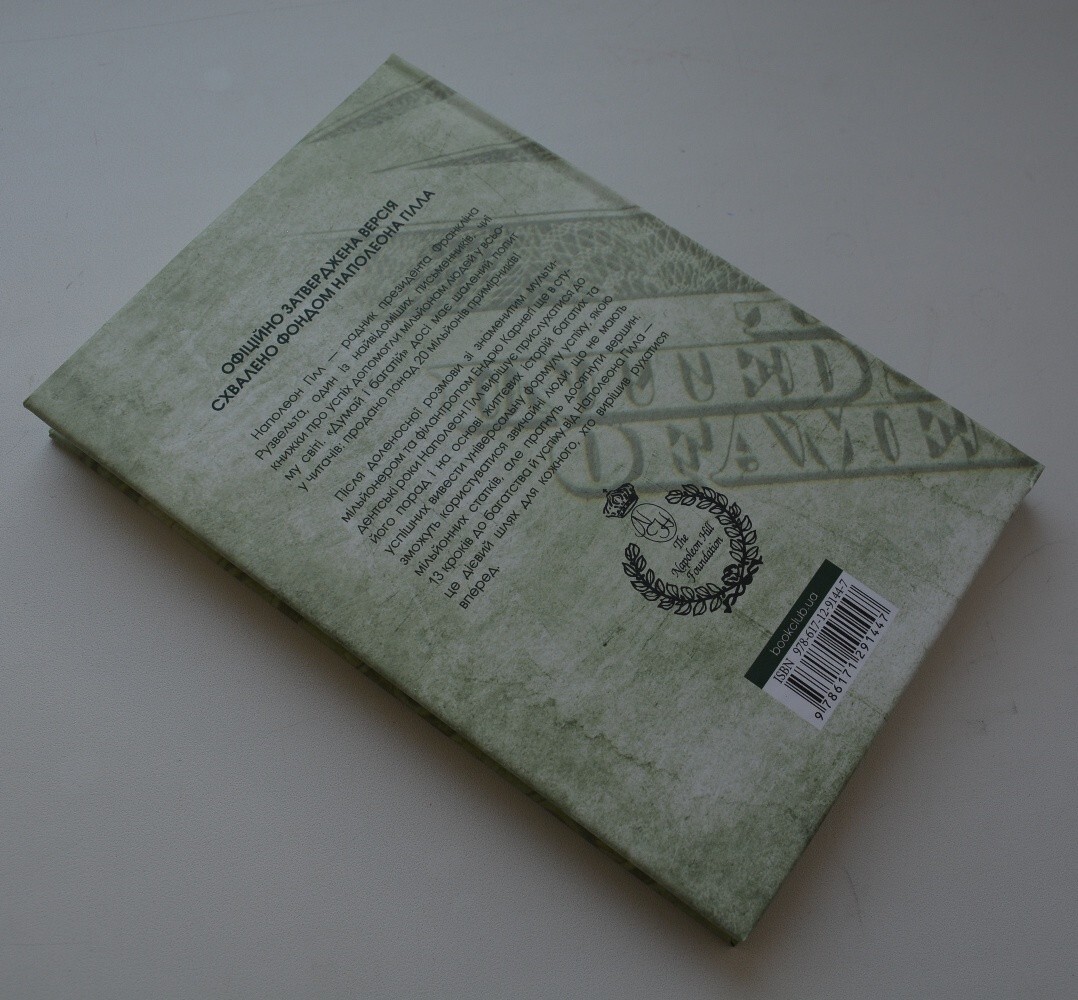 ОФІЦІЙНО ЗАТВЕРДЖЕНА ВЕРСІЯ
СХВАЛЕНО ФОНДОМ НАПОЛЕОНА ГІЛЛА
Наполеон Гілл — радник президента Франкліна
Рузвельта, один із найвідоміших письменників, чиї
книжки про успіх допомогли мільйонам людей у всьо-
му світі. «Думай і багатій» досі має шалений попит
у читачів: продано понад 20 мільйонів примірників!
Після доленосної розмови зі знаменитим мульти-
мільйонером та філантропом Ендрю Карнегі ще в сту-
дентські роки Наполеон Гілл вирішує прислухатися до
його порад і на основі життєвих історій багатих та
успішних вивести універсальну формулу успіху, якою
зможуть користуватися звичайні люди, що не мають
мільйонних статків, але прагнуть досягнути вершин.
13 кроків до багатства й успіху від Наполеона Гілла —
це дієвий шлях для кожного, хто вирішив рухатися
вперед.
The
Napoleon Hill
Foundation
bookclub.ua
ISBN 978-617-12-9144-7
9786171291447